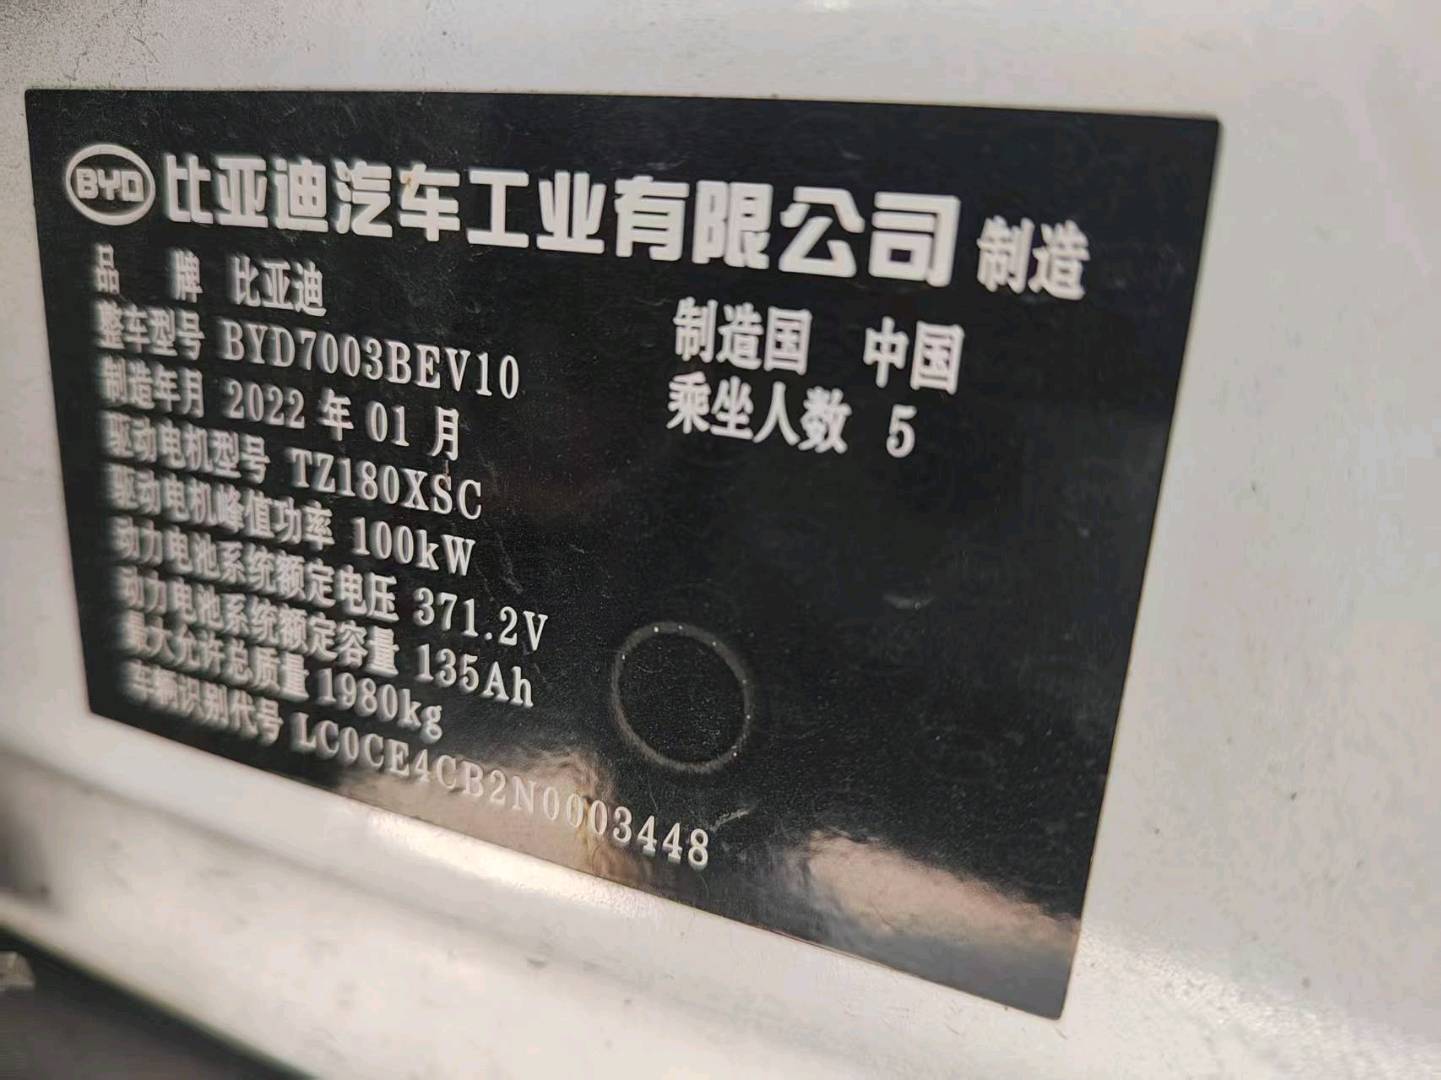 BYD 比亚迪汽车工业有限公司 制造
品 牌 比亚迪
制造国 中国
整车型号 BYD7003BEV10
乘坐人数 5
制造年月 2022 年 01 月
驱动电机型号 TZ180XSC
驱动电机峰值功率 100kW
动力电池系统额定电压 371.2V
动力电池系统额定容量 135Ah
最大允许总质量 1980kg
车辆识别代号 LC0CE4CB2N0003448